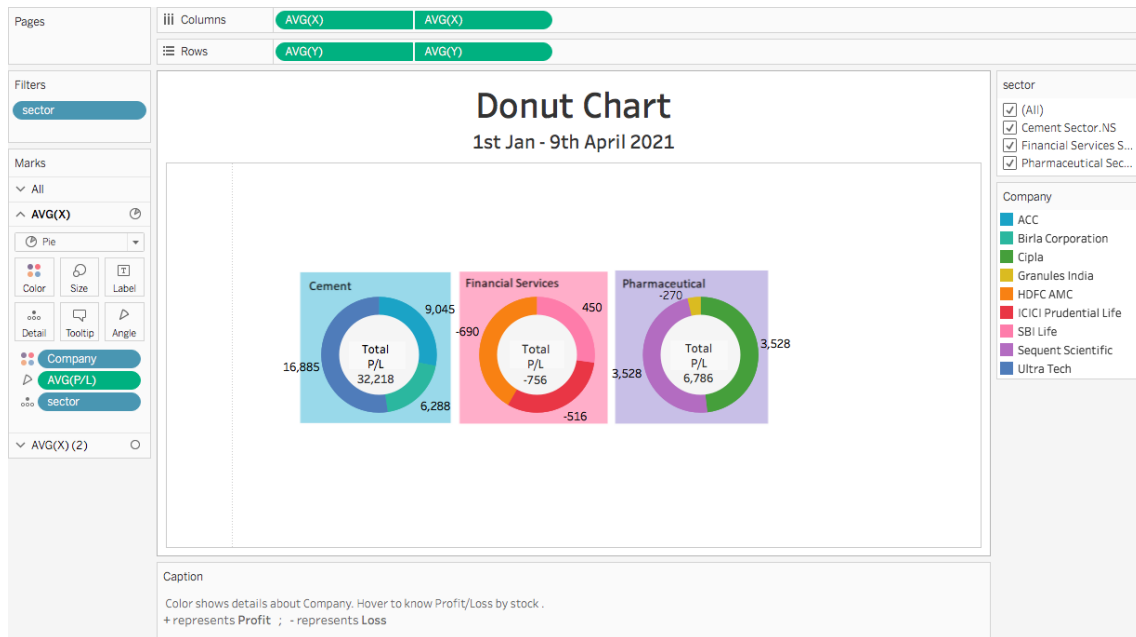 Pages
Columns
AVG(X) AVG(X)
Rows
AVG(Y) AVG(Y)
Filters
sector
Marks
All
AVG(X)
Pie
Color
Size
Label
Detail
Tooltip
Angle
Company
AVG(P/L)
sector
AVG(X) (2)
Donut Chart
1st Jan - 9th April 2021
Cement
9,045
16,885
6,288
Total
P/L
32,218
Financial Services
450
-690
-516
Total
P/L
-756
Pharmaceutical
-270
3,528
3,528
Total
P/L
6,786
Caption
Color shows details about Company. Hover to know Profit/Loss by stock .
+ represents Profit ; - represents Loss
sector
(All)
Cement Sector.NS
Financial Services S...
Pharmaceutical Sec...
Company
ACC
Birla Corporation
Cipla
Granules India
HDFC AMC
ICICI Prudential Life
SBI Life
Sequent Scientific
Ultra Tech